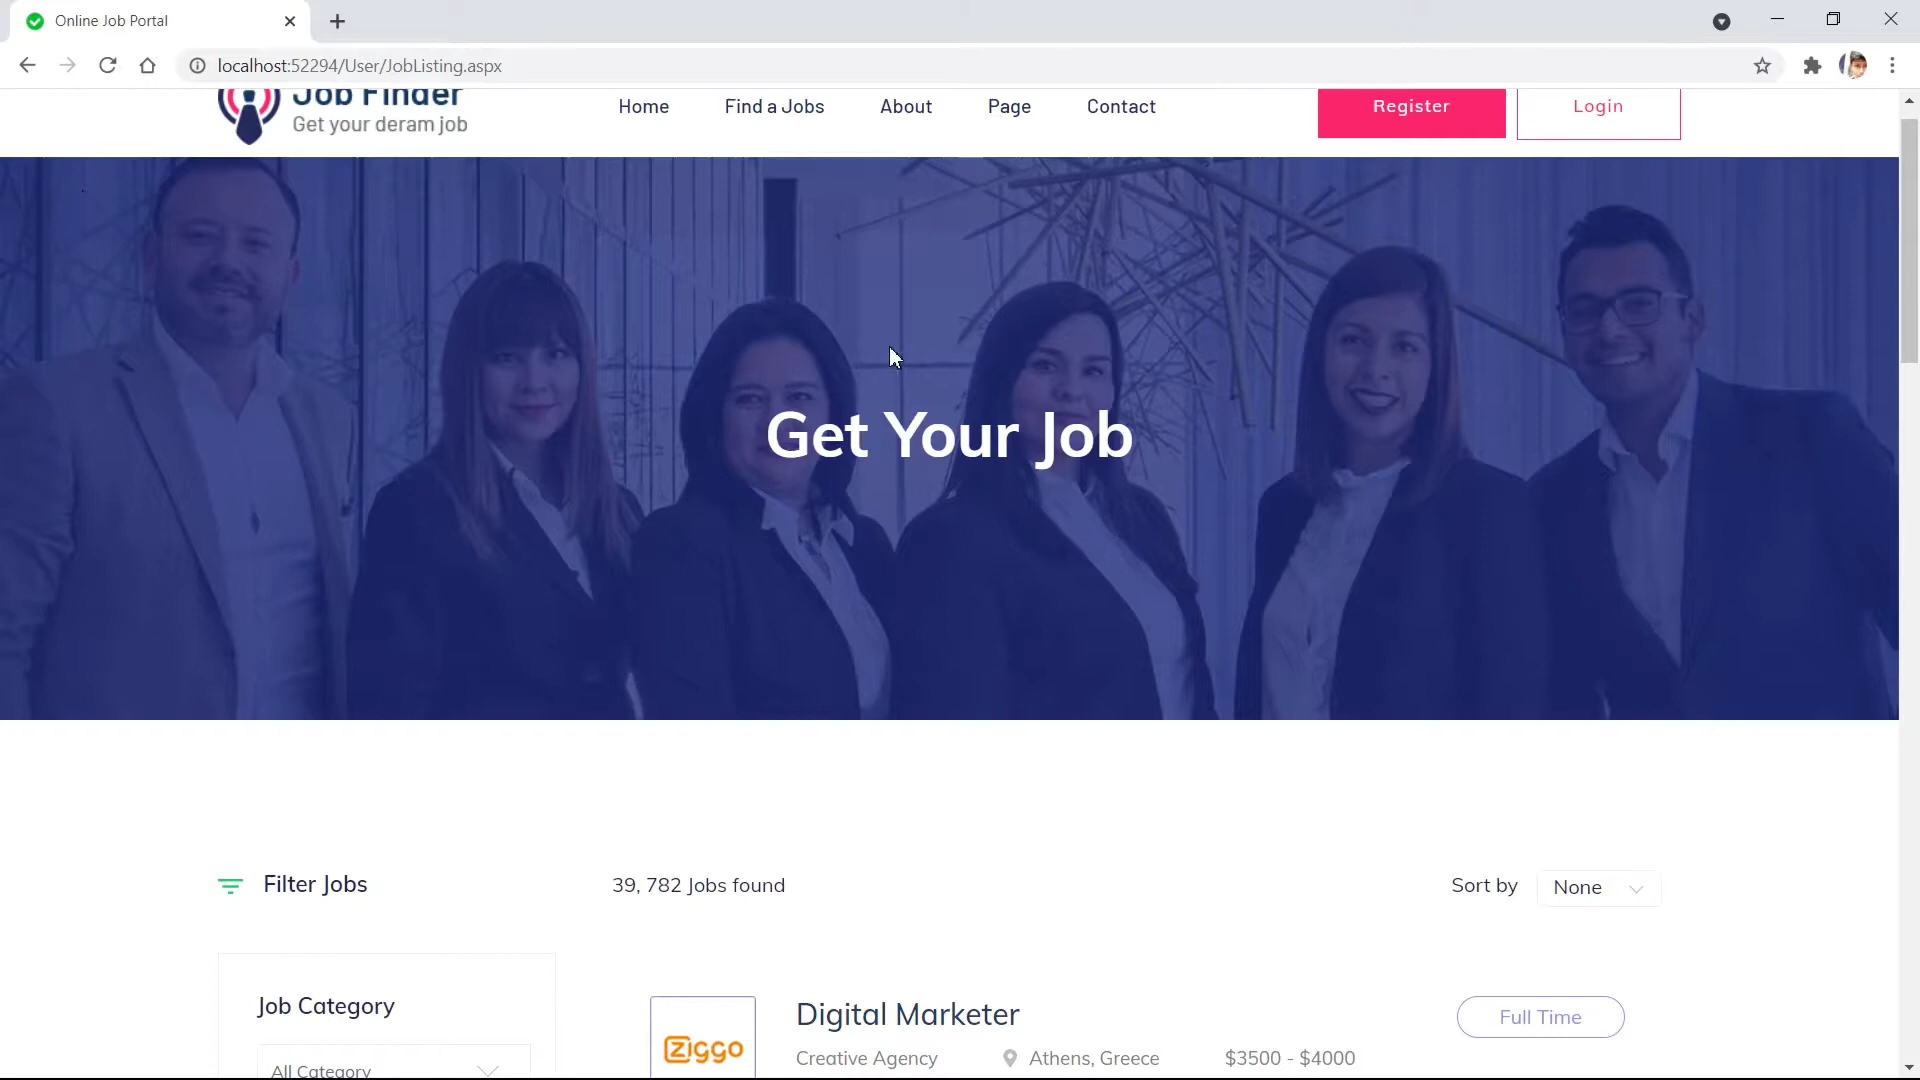 Online Job Portal
localhost:52294/User/JobListing.aspx
Job Finder
Get your deram job
Home Find a Jobs About Page Contact Register Login
Get Your Job
Filter Jobs 39, 782 Jobs found Sort by None
Job Category
Digital Marketer Full Time
ziggo
Creative Agency Athens, Greece $3500 - $4000
All Category